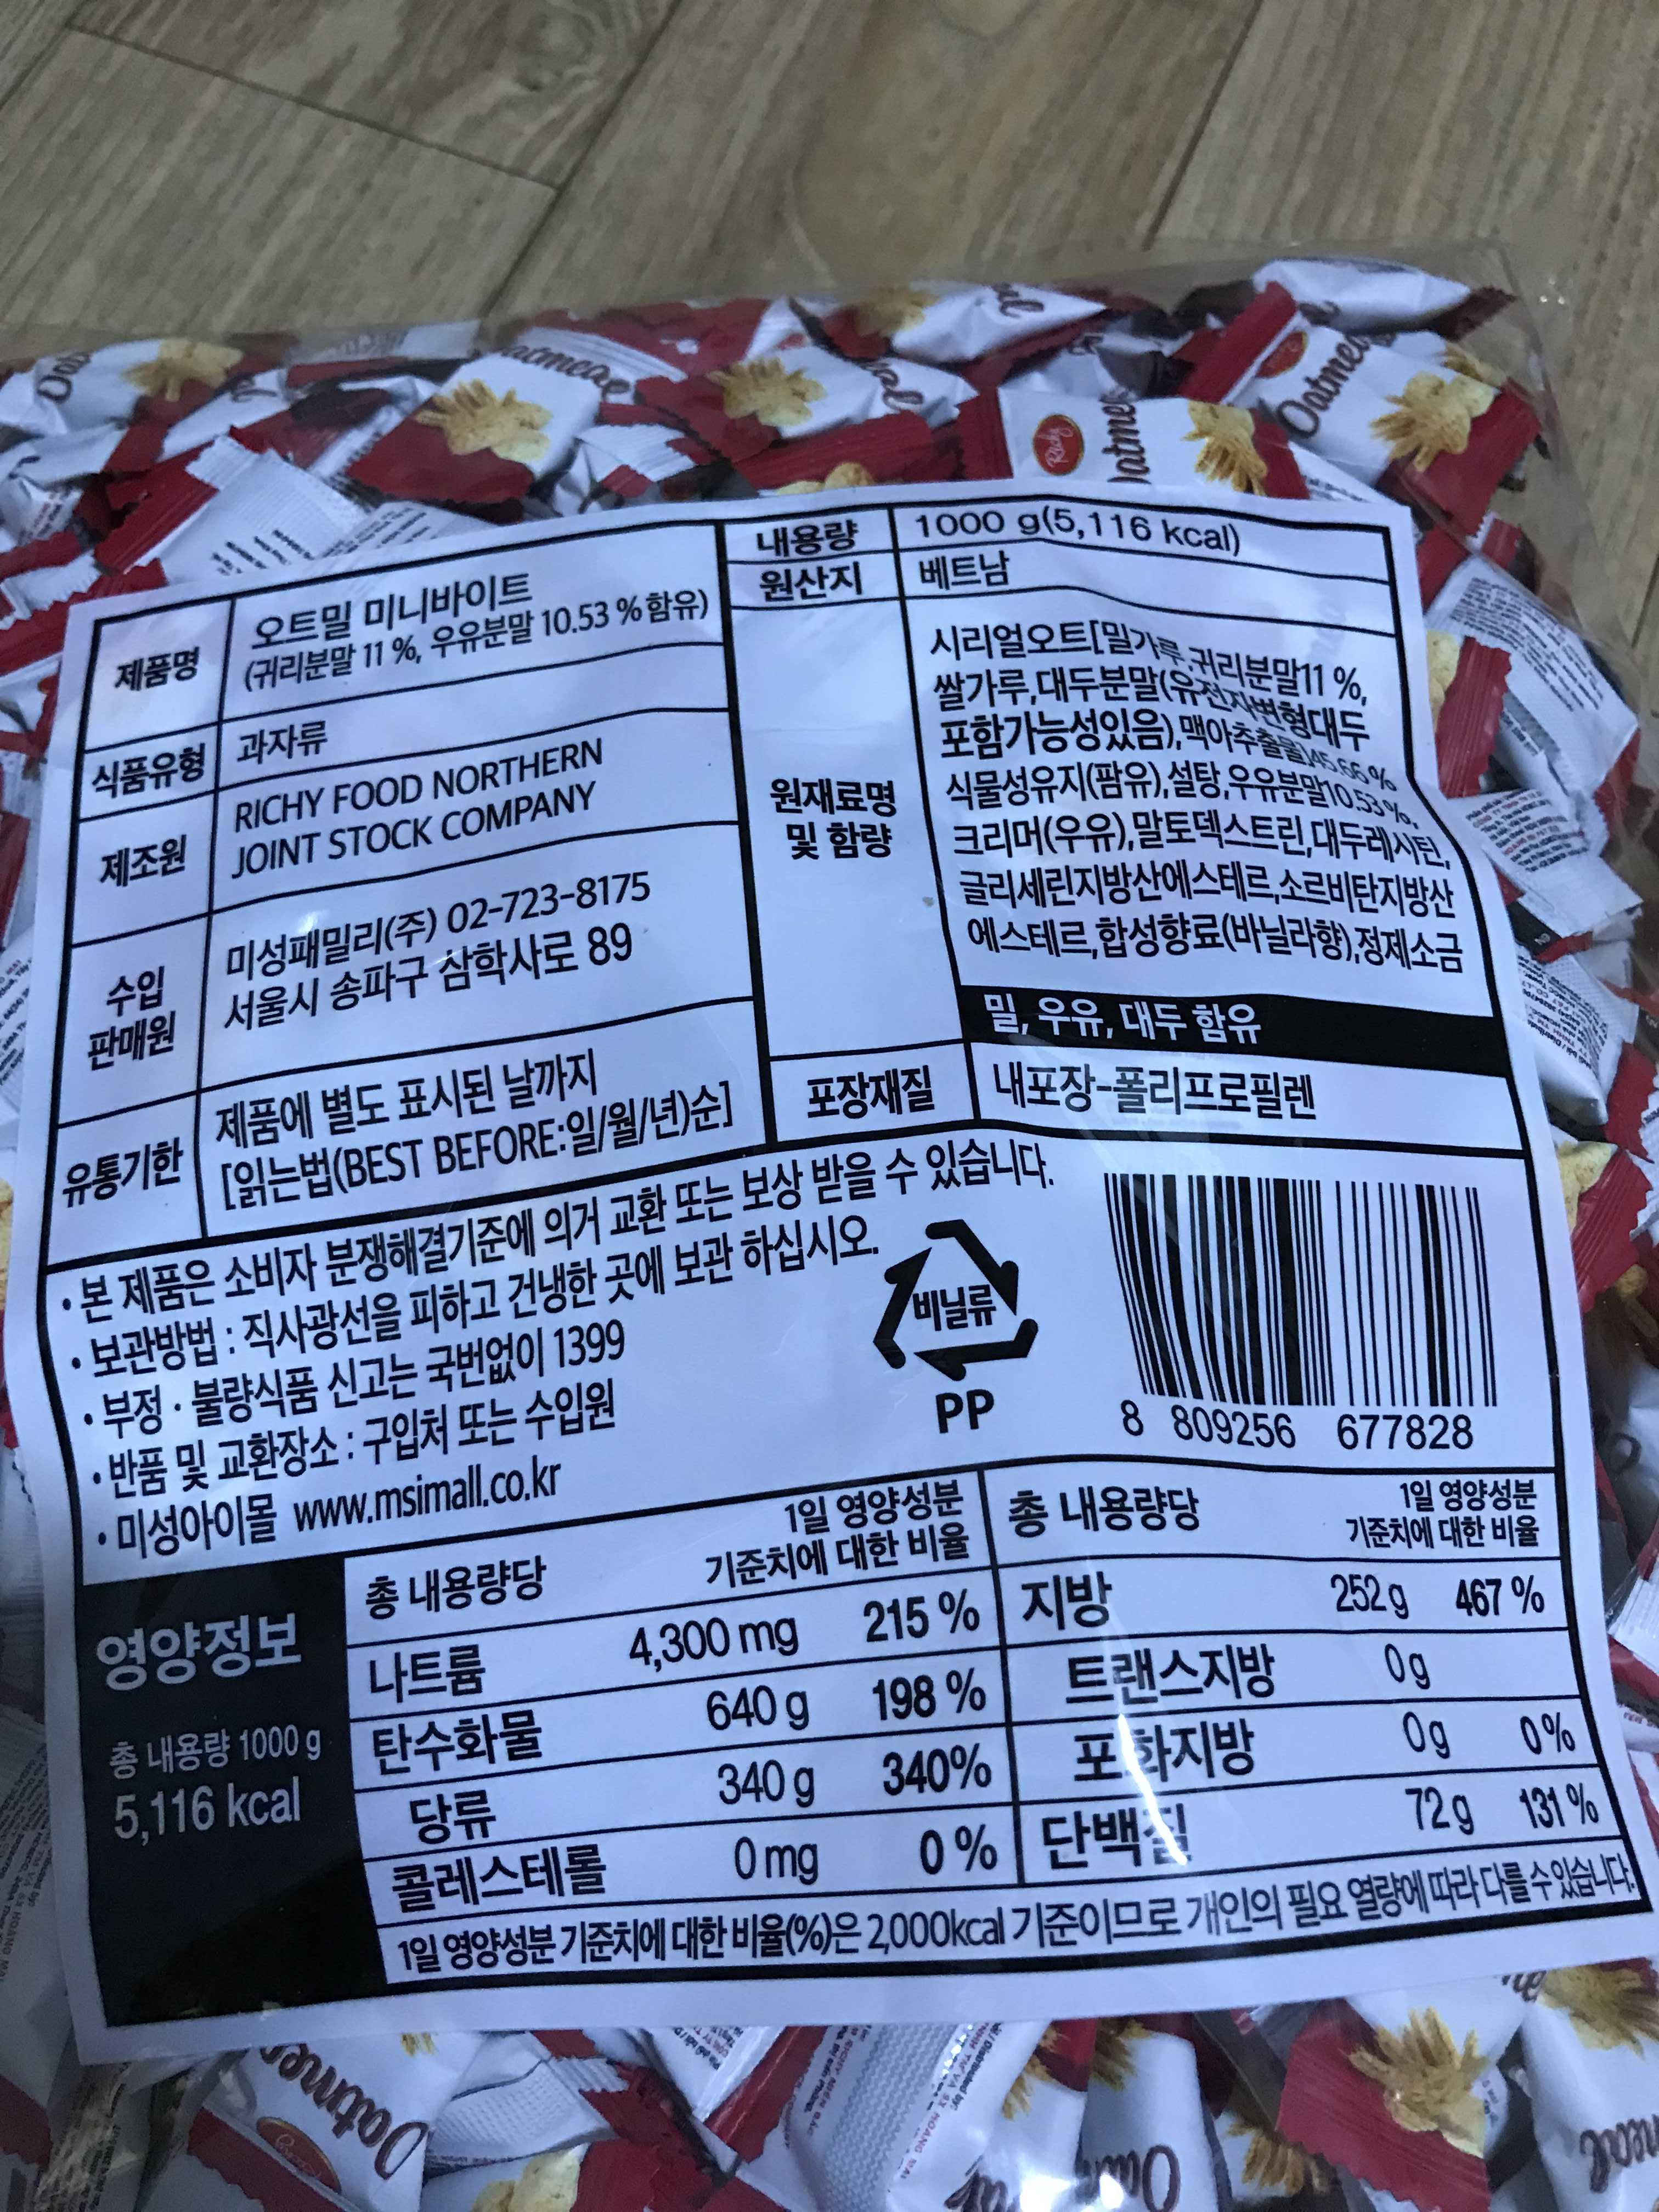 Oatmeal
Richy
Oatmeal
제품명
오트밀 미니바이트
(귀리분말 11 %, 우유분말 10.53 % 함유)
식품유형
과자류
제조원
RICHY FOOD NORTHERN
JOINT STOCK COMPANY
수입
판매원
미성패밀리(주) 02-723-8175
서울시 송파구 삼학사로 89
유통기한
제품에 별도 표시된 날까지
[읽는법(BEST BEFORE:일/월/년)순]
내용량
1000 g(5,116 kcal)
원산지
베트남
원재료명
및 함량
시리얼오트[밀가루,귀리분말11 %,
쌀가루,대두분말(유전자변형대두
포함가능성있음),맥아추출물]45.66%
식물성유지(팜유),설탕,우유분말10.53%,
크리머(우유),말토덱스트린,대두레시틴,
글리세린지방산에스테르,소르비탄지방산
에스테르,합성향료(바닐라향),정제소금
밀, 우유, 대두 함유
포장재질
내포장-폴리프로필렌
• 본 제품은 소비자 분쟁해결기준에 의거 교환 또는 보상 받을 수 있습니다.
• 보관방법 : 직사광선을 피하고 건냉한 곳에 보관 하십시오.
• 부정 · 불량식품 신고는 국번없이 1399
• 반품 및 교환장소 : 구입처 또는 수입원
• 미성아이몰 www.msimall.co.kr
비닐류
PP
8 809256 677828
영양정보
총 내용량 1000 g
5,116 kcal
총 내용량당 1일 영양성분 기준치에 대한 비율
나트륨 4,300 mg 215 %
탄수화물 640 g 198 %
당류 340 g 340%
콜레스테롤 0 mg 0 %
총 내용량당 1일 영양성분 기준치에 대한 비율
지방 252 g 467 %
트랜스지방 0 g
포화지방 0 g 0 %
단백질 72 g 131 %
1일 영양성분 기준치에 대한 비율(%)은 2,000kcal 기준이므로 개인의 필요 열량에 따라 다를 수 있습니다.
Oatmeal